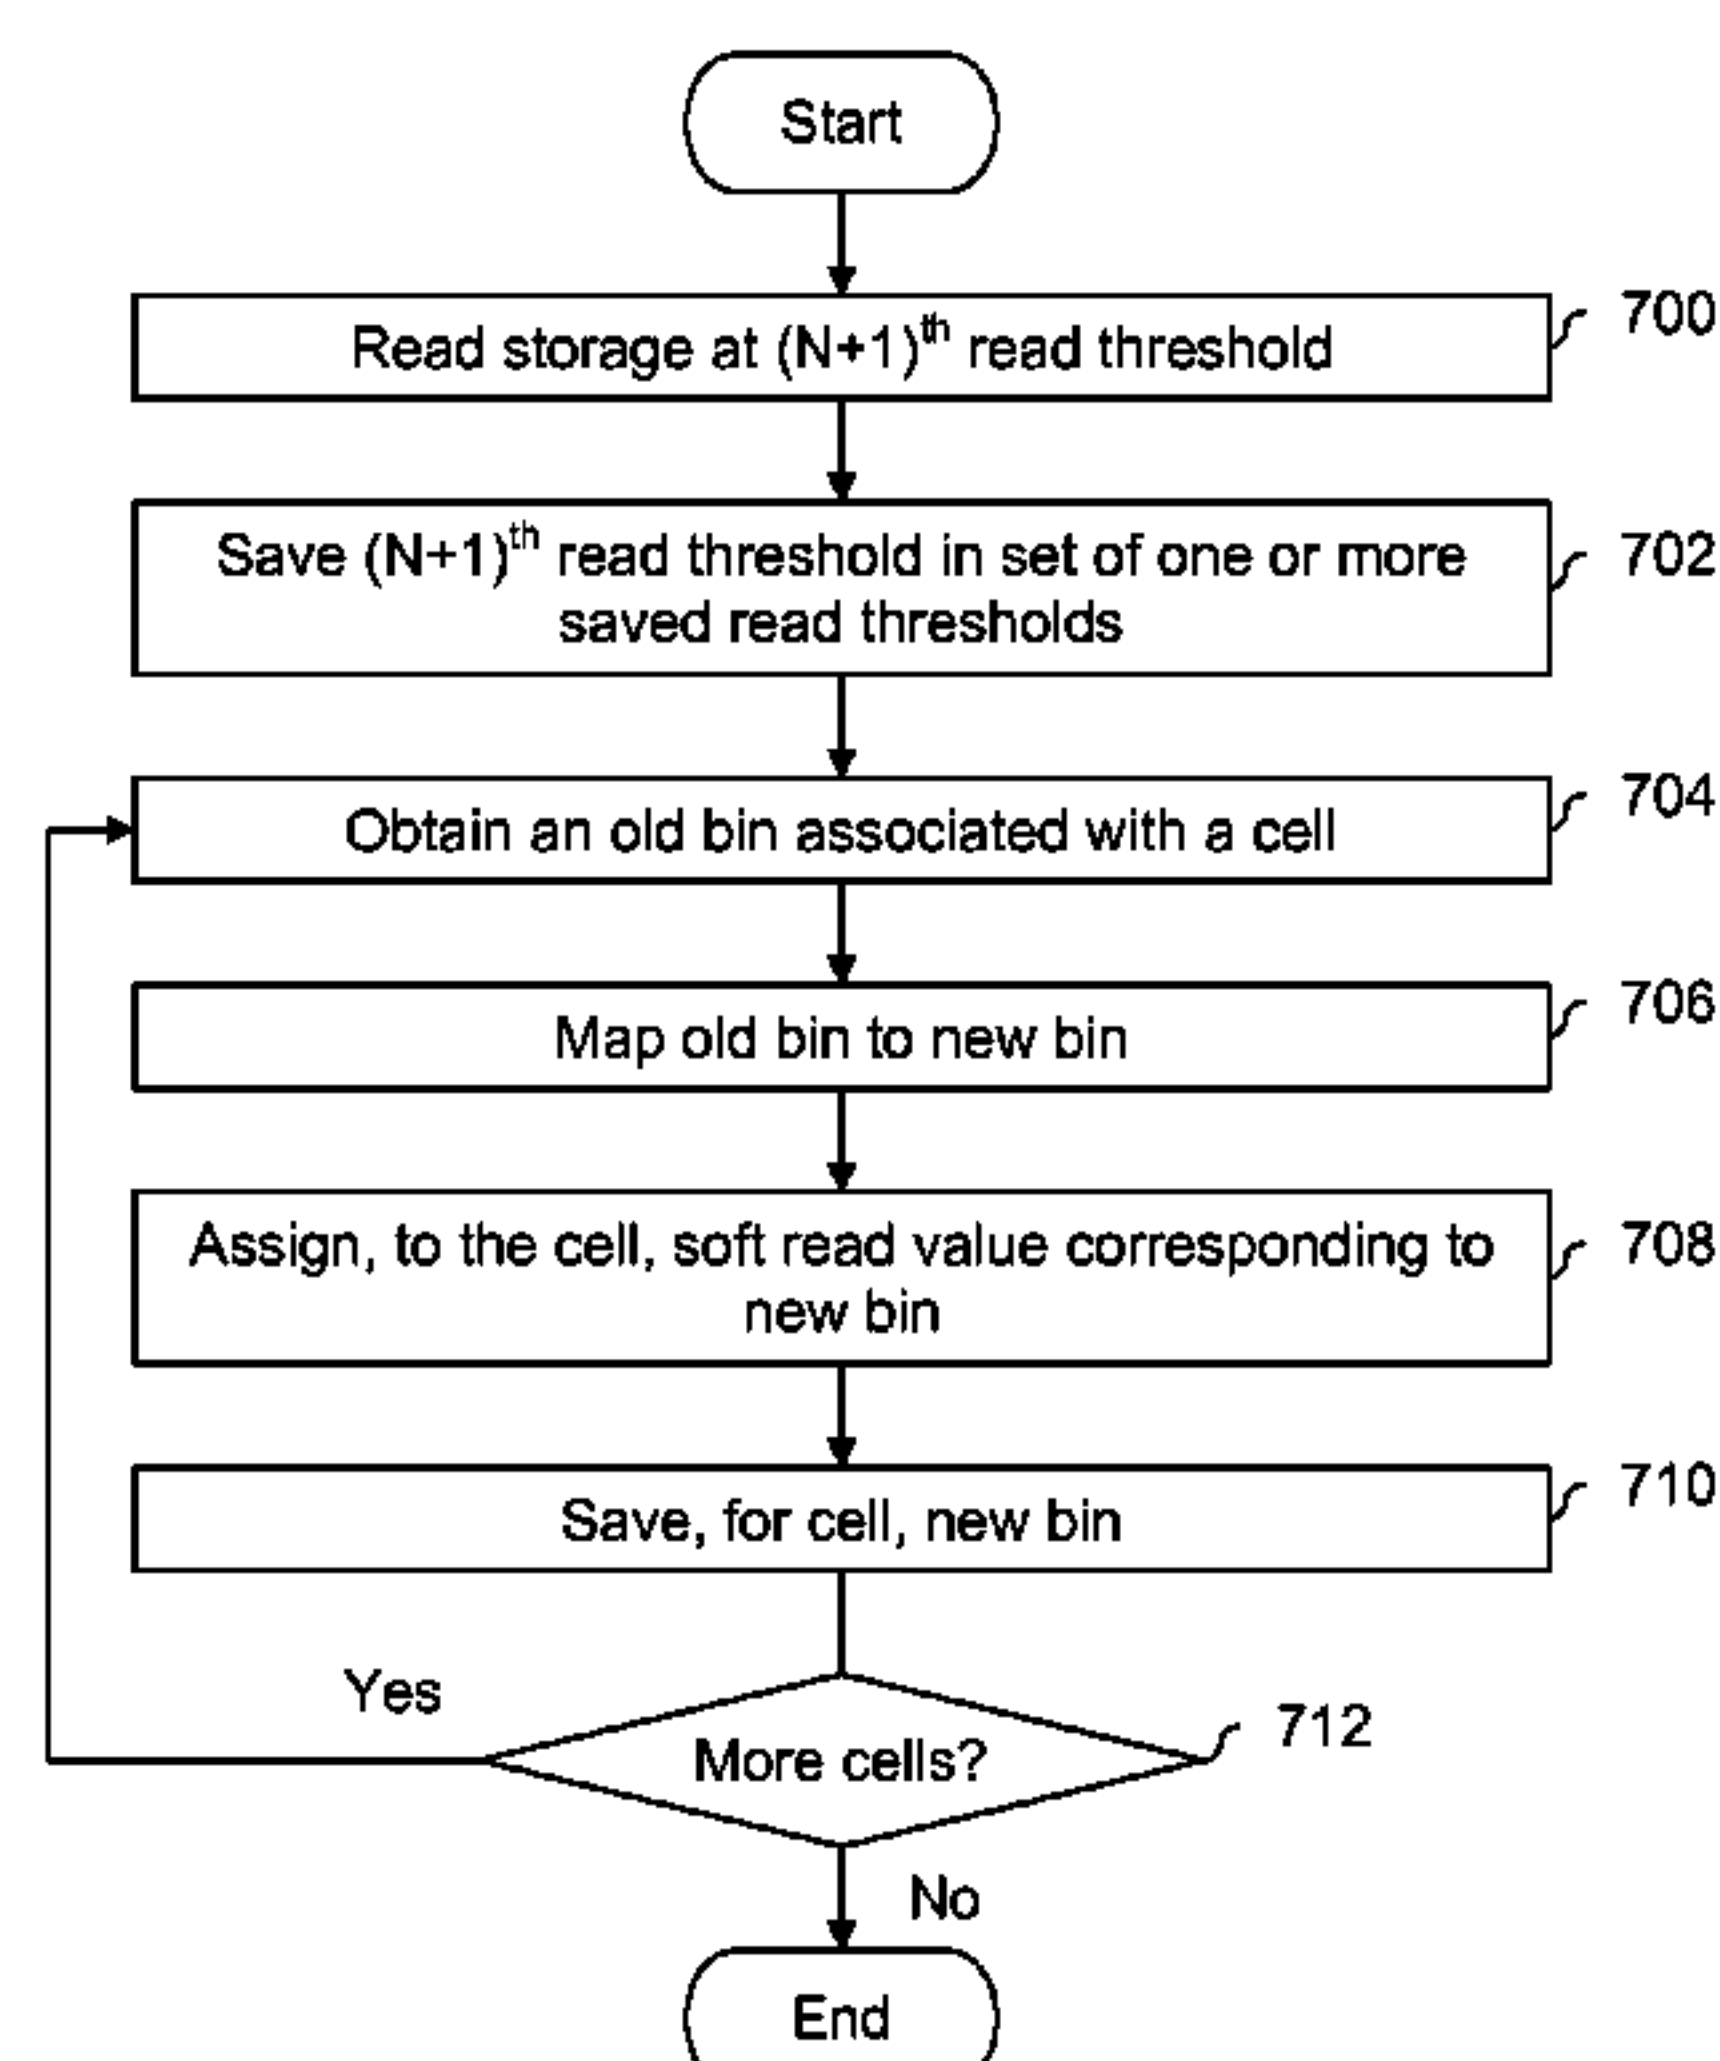 Start
Read storage at (N+1)th read threshold
700
Save (N+1)th read threshold in set of one or more
saved read thresholds
702
Obtain an old bin associated with a cell
704
Map old bin to new bin
706
Assign, to the cell, soft read value corresponding to
new bin
708
Save, for cell, new bin
710
Yes
More cells?
712
No
End